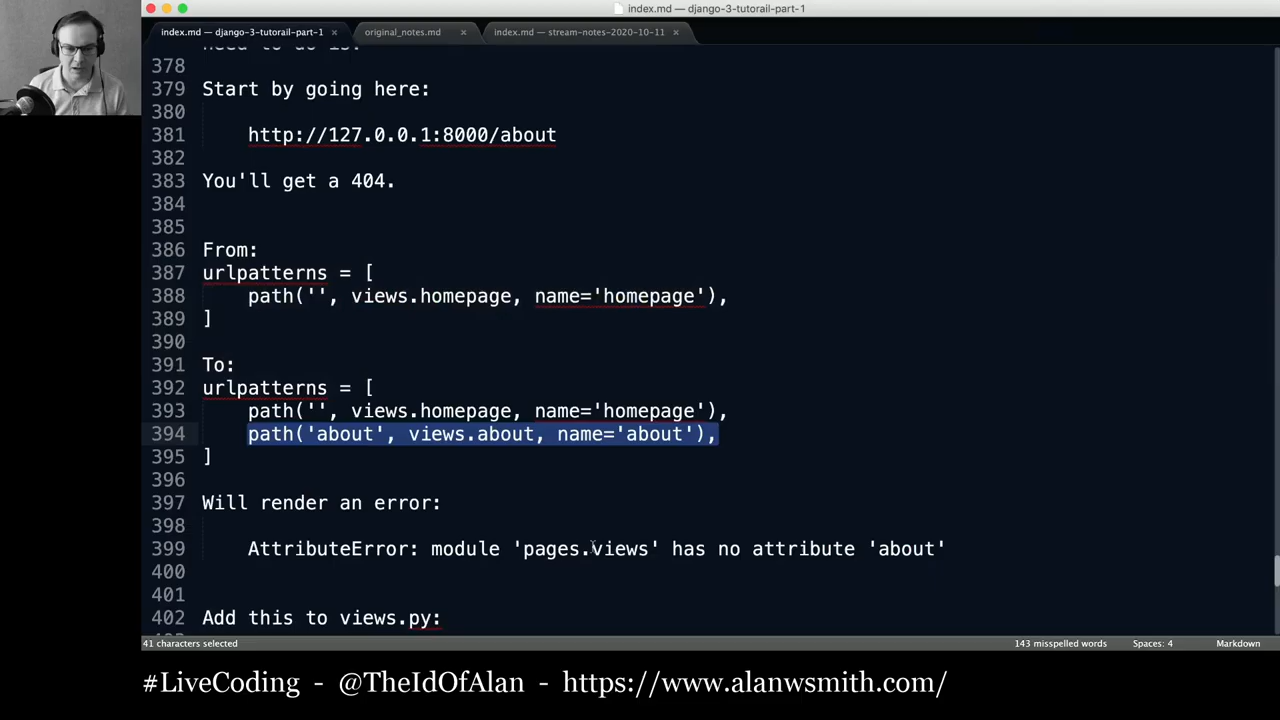 index.md — django-3-tutorail-part-1
index.md — django-3-tutorail-part-1 ×
original_notes.md ×
index.md — stream-notes-2020-10-11 ×
need to do is:
378
379 Start by going here:
380
381 http://127.0.0.1:8000/about
382
383 You'll get a 404.
384
385
386 From:
387 urlpatterns = [
388 path('', views.homepage, name='homepage'),
389 ]
390
391 To:
392 urlpatterns = [
393 path('', views.homepage, name='homepage'),
394 path('about', views.about, name='about'),
395 ]
396
397 Will render an error:
398
399 AttributeError: module 'pages.views' has no attribute 'about'
400
401
402 Add this to views.py:
41 characters selected
143 misspelled words
Spaces: 4
Markdown
#LiveCoding - @TheIdOfAlan - https://www.alanwsmith.com/